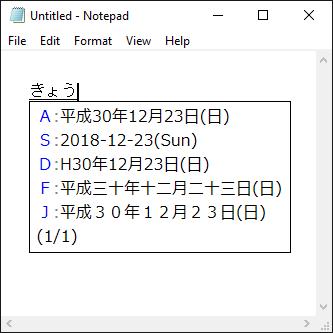 Untitled - Notepad
File Edit Format View Help
きょう
A:平成30年12月23日(日)
S:2018-12-23(Sun)
D:H30年12月23日(日)
F:平成三十年十二月二十三日(日)
J:平成３０年１２月２３日(日)
(1/1)